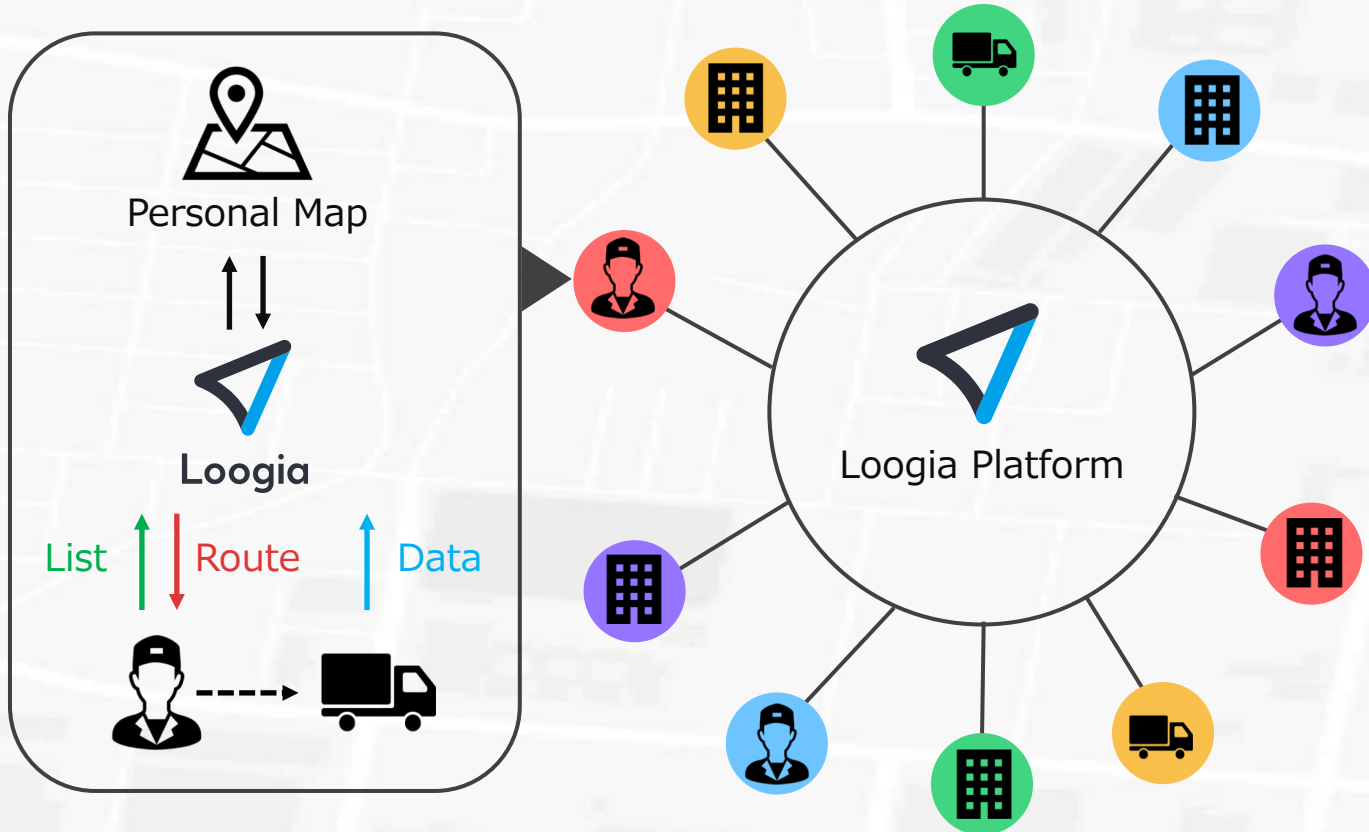 Personal Map
Loogia
List
Route
Data
Loogia Platform